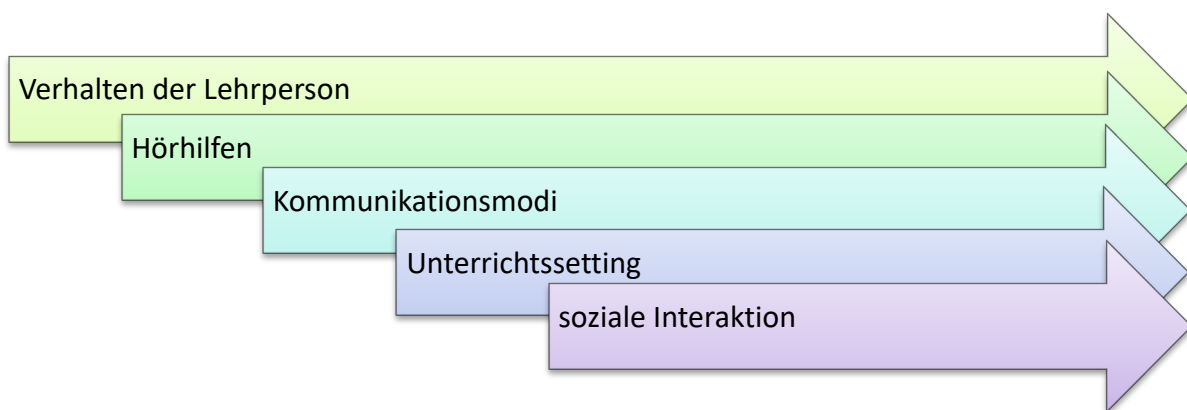 Verhalten der Lehrperson
Hörhilfen
Kommunikationsmodi
Unterrichtssetting
soziale Interaktion